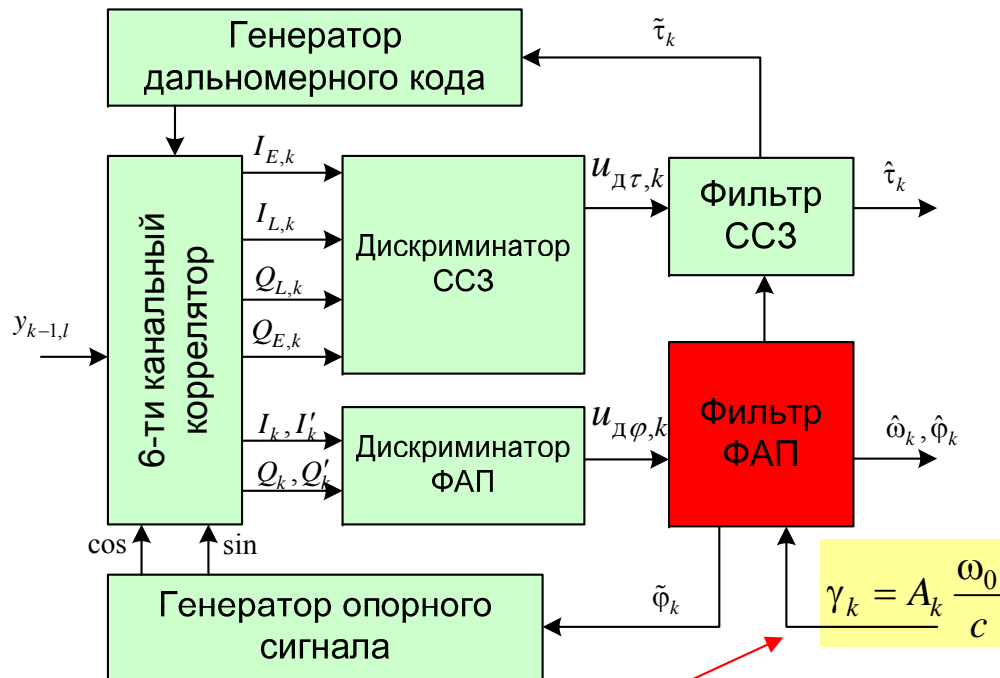 Генератор
дальномерного кода
τ̃ₖ
6-ти канальный
коррелятор
y_{k−1,l}
I_{E,k}
I_{L,k}
Q_{L,k}
Q_{E,k}
Дискриминатор
ССЗ
u_{дτ,k}
Фильтр
ССЗ
τ̂ₖ
I_k, I′_k
Q_k, Q′_k
Дискриминатор
ФАП
u_{дφ,k}
Фильтр
ФАП
ω̂_k, φ̂_k
cos
sin
Генератор опорного
сигнала
φ̃_k
γ_k = A_k ω_0/c